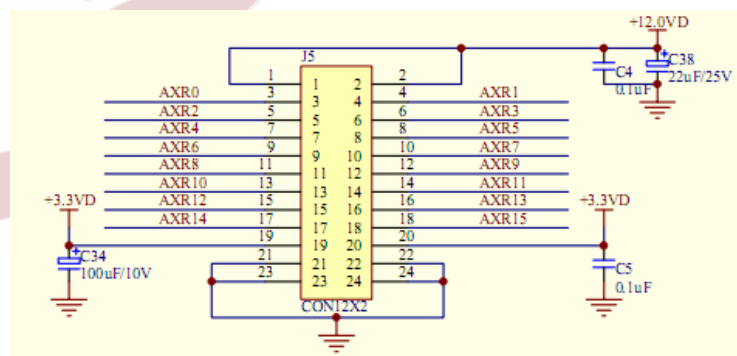 +12.0VD
J5
C38
22uF/25V
C4
0.1uF
1 1 2 2
AXR0 3 3 4 4 AXR1
AXR2 5 5 6 6 AXR3
AXR4 7 7 8 8 AXR5
AXR6 9 9 10 10 AXR7
AXR8 11 11 12 12 AXR9
AXR10 13 13 14 14 AXR11
AXR12 15 15 16 16 AXR13
AXR14 17 17 18 18 AXR15
19 19 20 20
21 21 22 22
23 23 24 24
CON12X2
+3.3VD
C34
100uF/10V
+3.3VD
C5
0.1uF